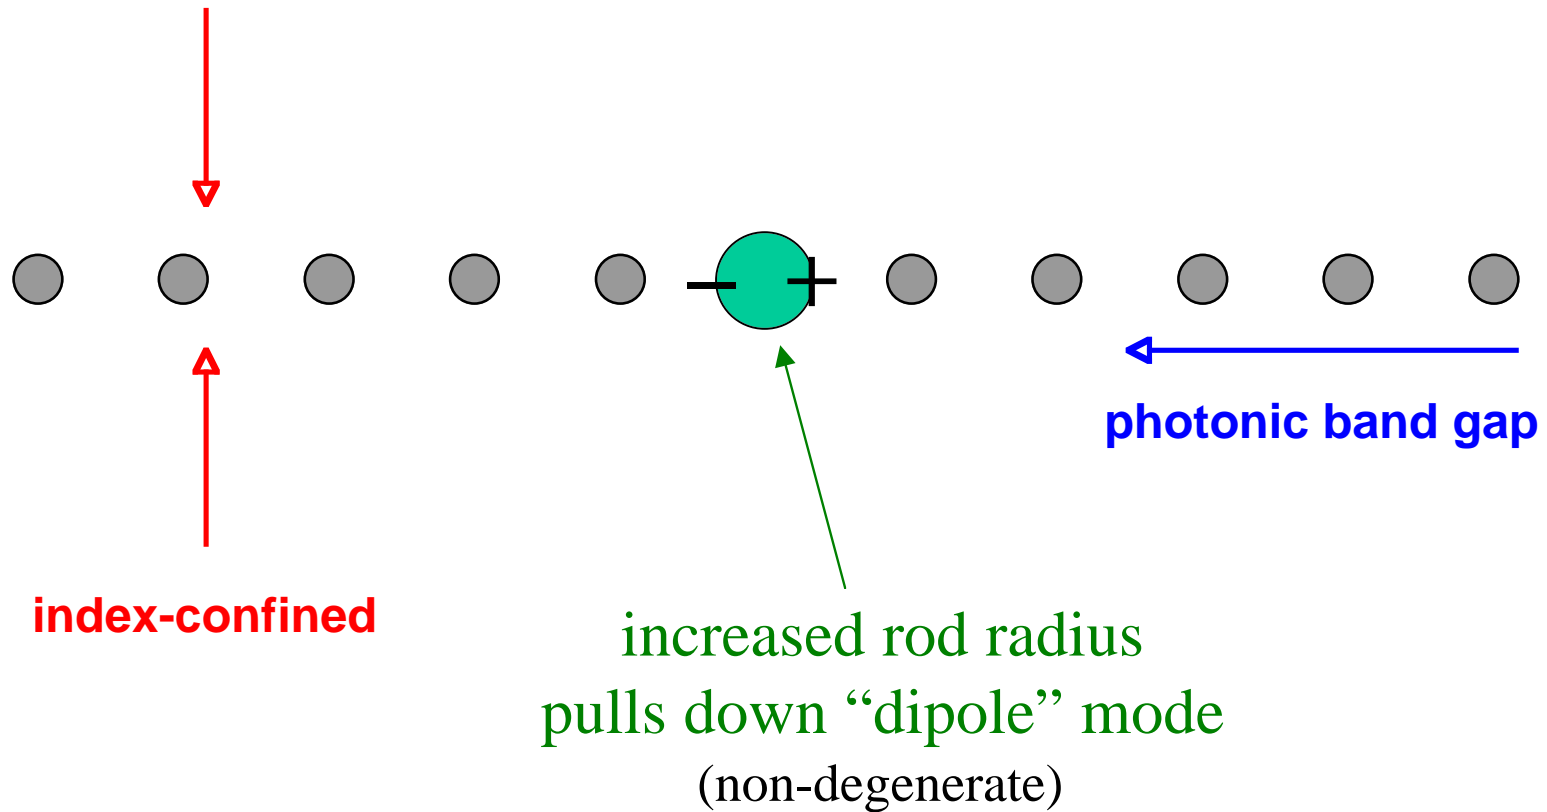 − +
photonic band gap
index-confined
increased rod radius
pulls down “dipole” mode
(non-degenerate)